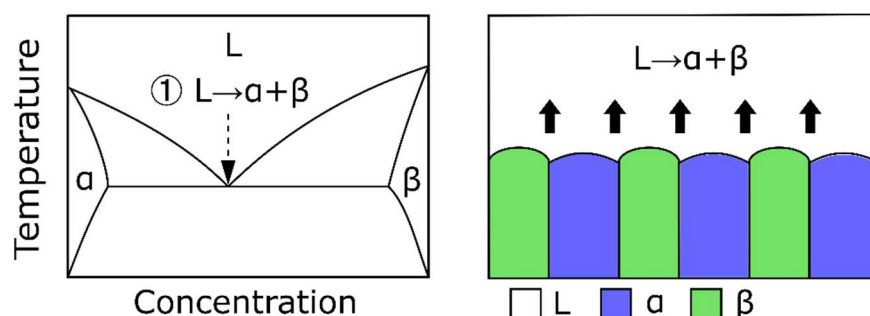 Temperature
L
① L→α+β
α
β
Concentration
L→α+β
L
α
β